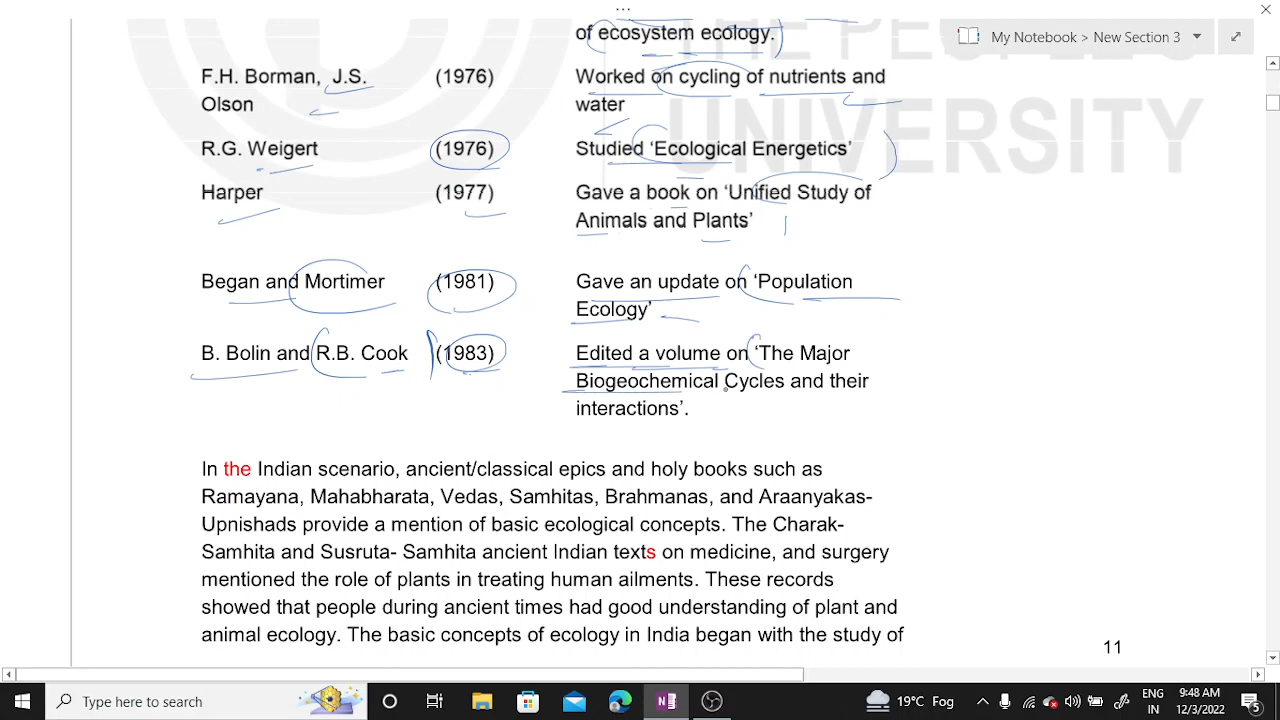 ...
THE PEOPLE'S
of ecosystem ecology.
My Notebook > New Section 3
F.H. Borman, J.S. (1976) Worked on cycling of nutrients and
Olson water
UNIVERSITY
R.G. Weigert (1976) Studied ‘Ecological Energetics’
Harper (1977) Gave a book on ‘Unified Study of
Animals and Plants’
Began and Mortimer (1981) Gave an update on ‘Population
Ecology’
B. Bolin and R.B. Cook (1983) Edited a volume on ‘The Major
Biogeochemical Cycles and their
interactions’.
In the Indian scenario, ancient/classical epics and holy books such as
Ramayana, Mahabharata, Vedas, Samhitas, Brahmanas, and Araanyakas-
Upnishads provide a mention of basic ecological concepts. The Charak-
Samhita and Susruta- Samhita ancient Indian texts on medicine, and surgery
mentioned the role of plants in treating human ailments. These records
showed that people during ancient times had good understanding of plant and
animal ecology. The basic concepts of ecology in India began with the study of
11
Type here to search
19°C Fog
ENG
IN
9:48 AM
12/3/2022
5